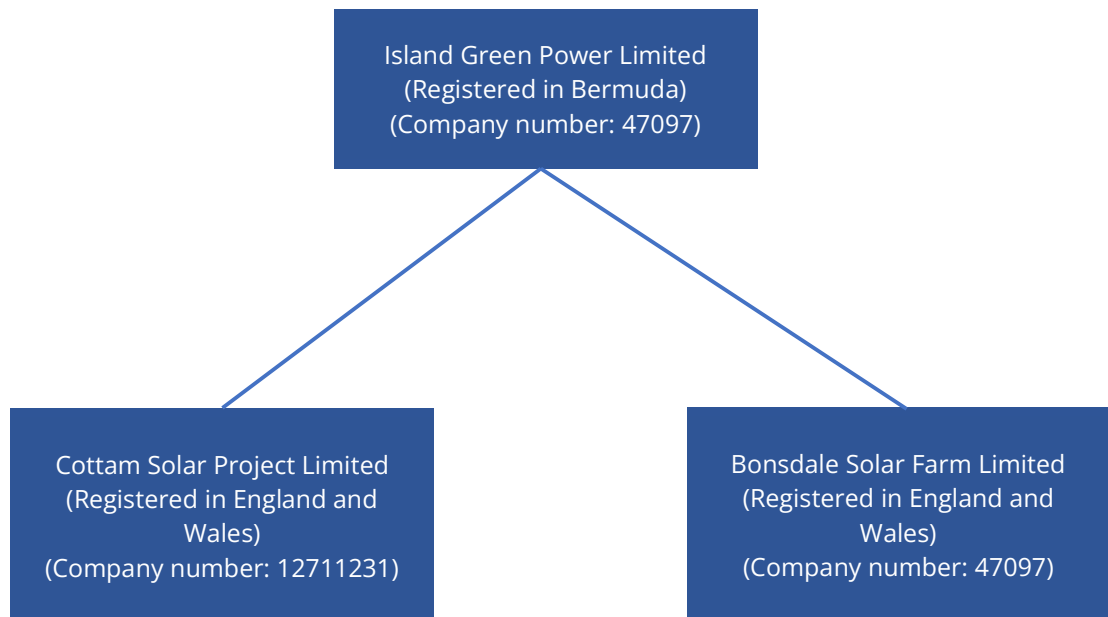 Island Green Power Limited
(Registered in Bermuda)
(Company number: 47097)
Cottam Solar Project Limited
(Registered in England and
Wales)
(Company number: 12711231)
Bonsdale Solar Farm Limited
(Registered in England and
Wales)
(Company number: 47097)